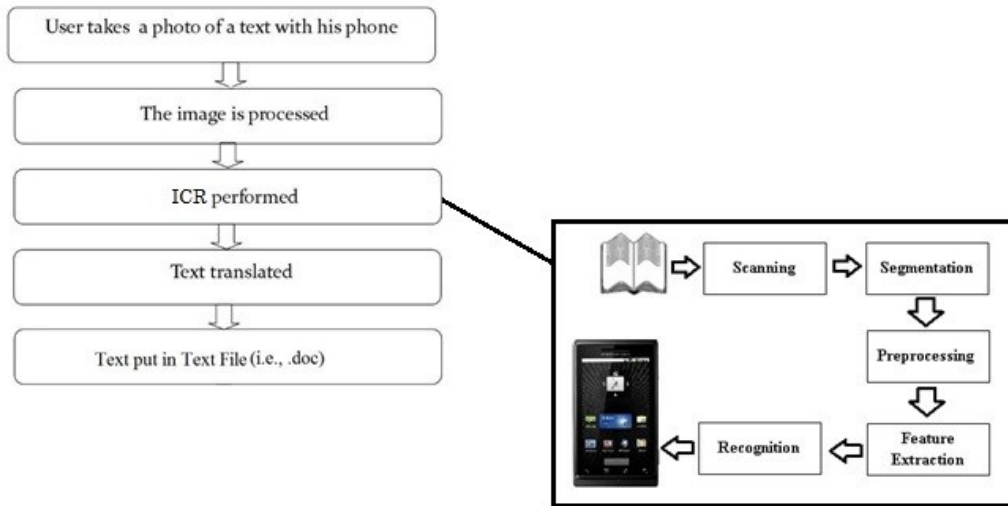 User takes a photo of a text with his phone
The image is processed
ICR performed
Text translated
Text put in Text File (i.e., .doc)
Scanning
Segmentation
Preprocessing
Feature
Extraction
Recognition